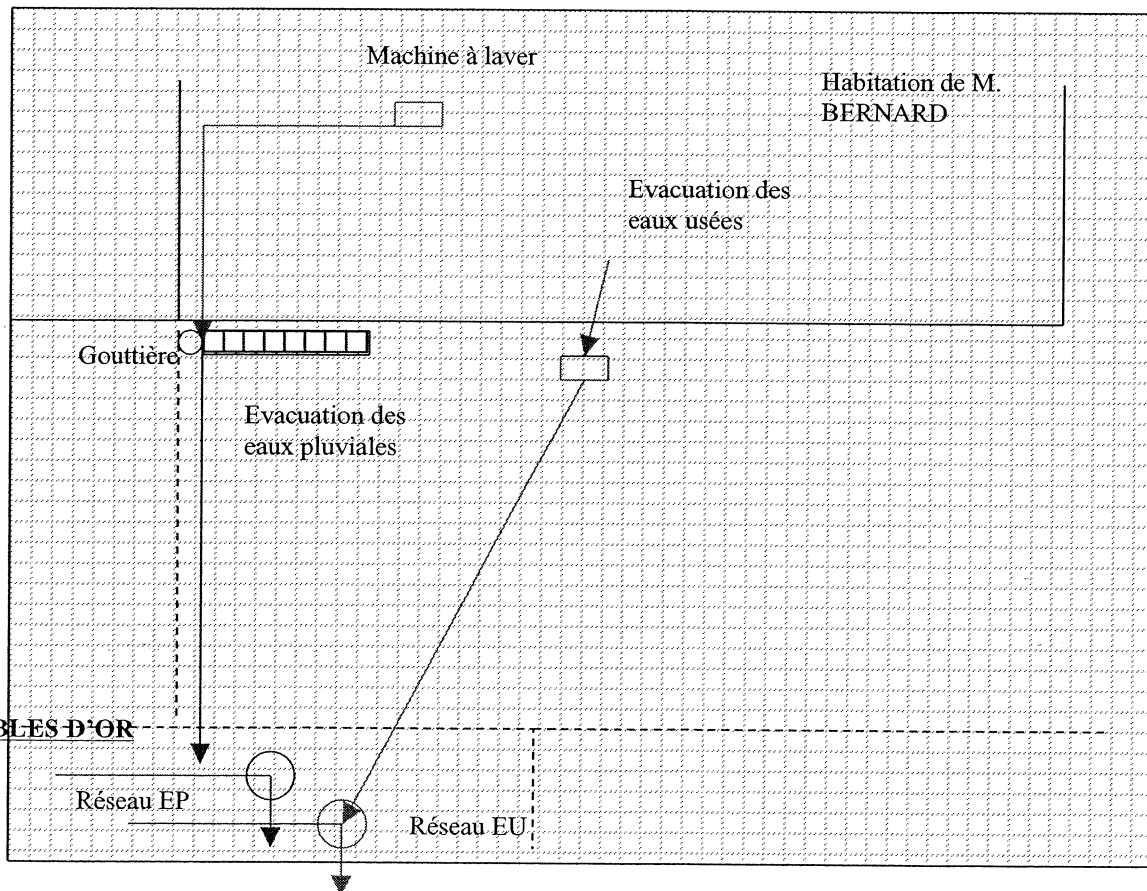 Machine à laver
Habitation de M.
BERNARD
Evacuation des
eaux usées
Gouttière
Evacuation des
eaux pluviales
BLES D'OR
Réseau EP
Réseau EU